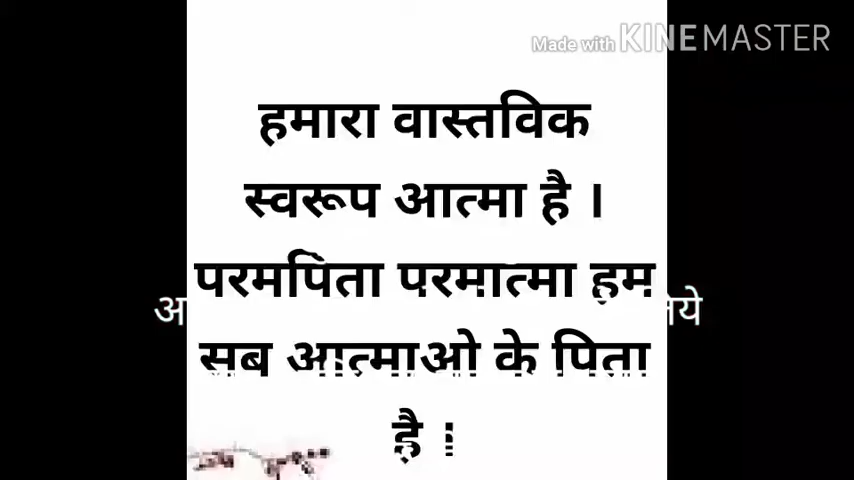 Made with KINEMASTER
हमारा वास्तविक
स्वरूप आत्मा है ।
परमपिता परमात्मा हम
सब आत्माओ के पिता
है ।